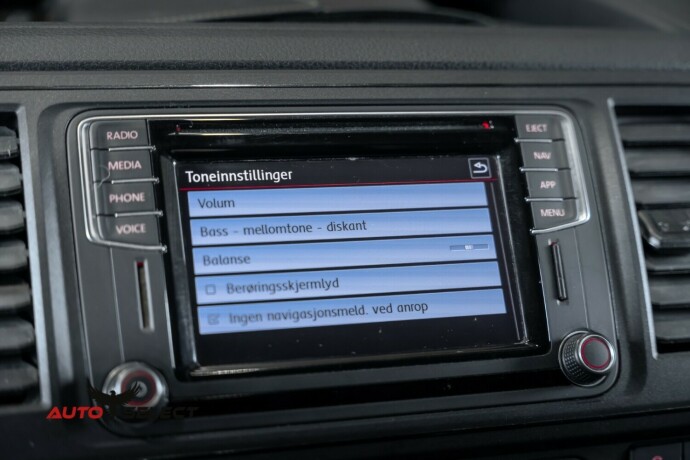 RADIO
MEDIA
PHONE
VOICE
EJECT
NAV
APP
MENU
Toneinnstillinger
Volum
Bass - mellomtone - diskant
Balanse
Berøringsskjermlyd
Ingen navigasjonsmeld. ved anrop
AUTO